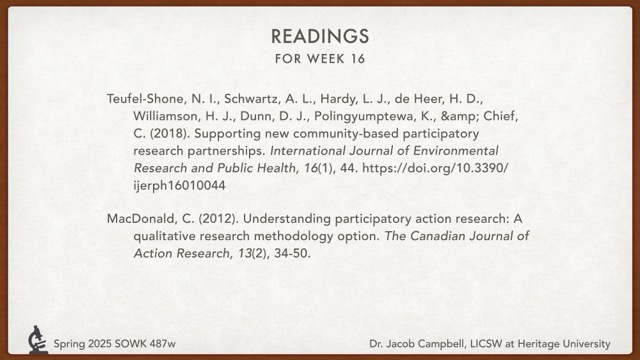 READINGS
FOR WEEK 16
Teufel-Shone, N. I., Schwartz, A. L., Hardy, L. J., de Heer, H. D.,
Williamson, H. J., Dunn, D. J., Polingyumptewa, K., &amp; Chief,
C. (2018). Supporting new community-based participatory
research partnerships. International Journal of Environmental
Research and Public Health, 16(1), 44. https://doi.org/10.3390/
ijerph16010044
MacDonald, C. (2012). Understanding participatory action research: A
qualitative research methodology option. The Canadian Journal of
Action Research, 13(2), 34-50.
Spring 2025 SOWK 487w
Dr. Jacob Campbell, LICSW at Heritage University